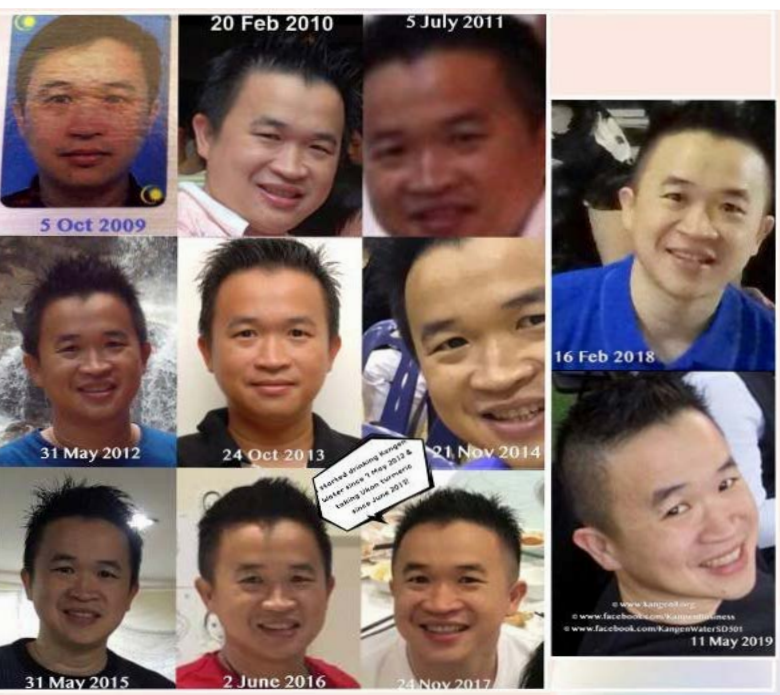 20 Feb 2010
5 July 2011
5 Oct 2009
31 May 2012
24 Oct 2013
21 Nov 2014
16 Feb 2018
started drinking Kangen
Water since 7 May 2012 &
taking Ukon turmeric
since June 2012!
31 May 2015
2 June 2016
24 Nov 2017
© www.kangend.org
© www.facebook.com/KangenBusiness
© www.facebook.com/KangenWaterSD501
11 May 2019